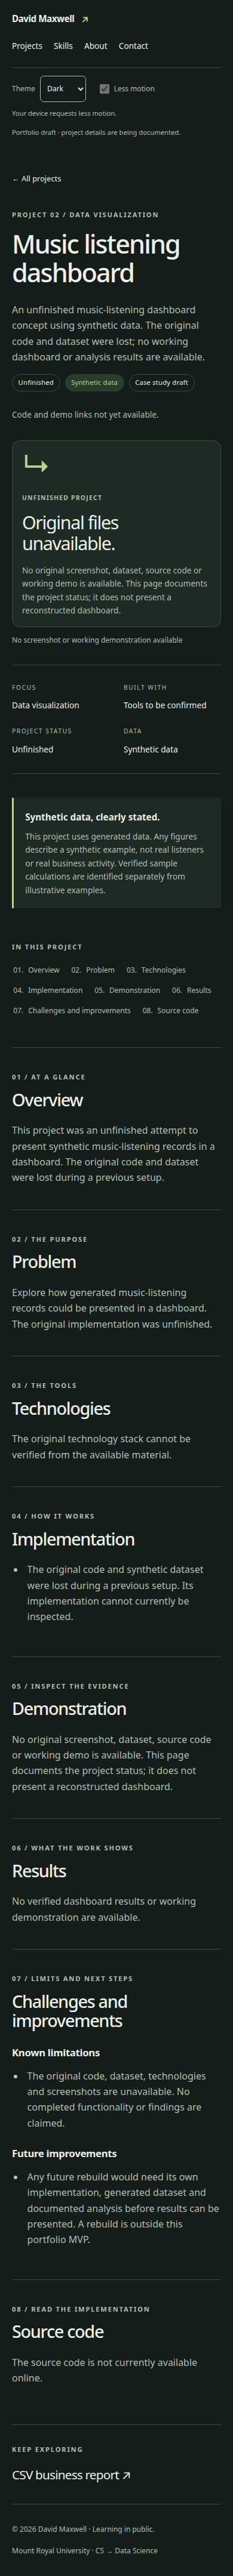 David Maxwell ↗
Projects Skills About Contact
Theme Dark Less motion
Your device requests less motion.
Portfolio draft · project details are being documented.
← All projects
PROJECT 02 / DATA VISUALIZATION
Music listening
dashboard
An unfinished music-listening dashboard
concept using synthetic data. The original
code and dataset were lost; no working
dashboard or analysis results are available.
Unfinished Synthetic data Case study draft
Code and demo links not yet available.
UNFINISHED PROJECT
Original files
unavailable.
No original screenshot, dataset, source code or
working demo is available. This page documents
the project status; it does not present a
reconstructed dashboard.
No screenshot or working demonstration available
FOCUS BUILT WITH
Data visualization Tools to be confirmed
PROJECT STATUS DATA
Unfinished Synthetic data
Synthetic data, clearly stated.
This project uses generated data. Any figures
describe a synthetic example, not real listeners
or real business activity. Verified sample
calculations are identified separately from
illustrative examples.
IN THIS PROJECT
01. Overview 02. Problem 03. Technologies
04. Implementation 05. Demonstration 06. Results
07. Challenges and improvements 08. Source code
01 / AT A GLANCE
Overview
This project was an unfinished attempt to
present synthetic music-listening records in a
dashboard. The original code and dataset
were lost during a previous setup.
02 / THE PURPOSE
Problem
Explore how generated music-listening
records could be presented in a dashboard.
The original implementation was unfinished.
03 / THE TOOLS
Technologies
The original technology stack cannot be
verified from the available material.
04 / HOW IT WORKS
Implementation
• The original code and synthetic dataset
were lost during a previous setup. Its
implementation cannot currently be
inspected.
05 / INSPECT THE EVIDENCE
Demonstration
No original screenshot, dataset, source code
or working demo is available. This page
documents the project status; it does not
present a reconstructed dashboard.
06 / WHAT THE WORK SHOWS
Results
No verified dashboard results or working
demonstration are available.
07 / LIMITS AND NEXT STEPS
Challenges and
improvements
Known limitations
• The original code, dataset, technologies
and screenshots are unavailable. No
completed functionality or findings are
claimed.
Future improvements
• Any future rebuild would need its own
implementation, generated dataset and
documented analysis before results can be
presented. A rebuild is outside this
portfolio MVP.
08 / READ THE IMPLEMENTATION
Source code
The source code is not currently available
online.
KEEP EXPLORING
CSV business report ↗
© 2026 David Maxwell · Learning in public.
Mount Royal University · CS → Data Science